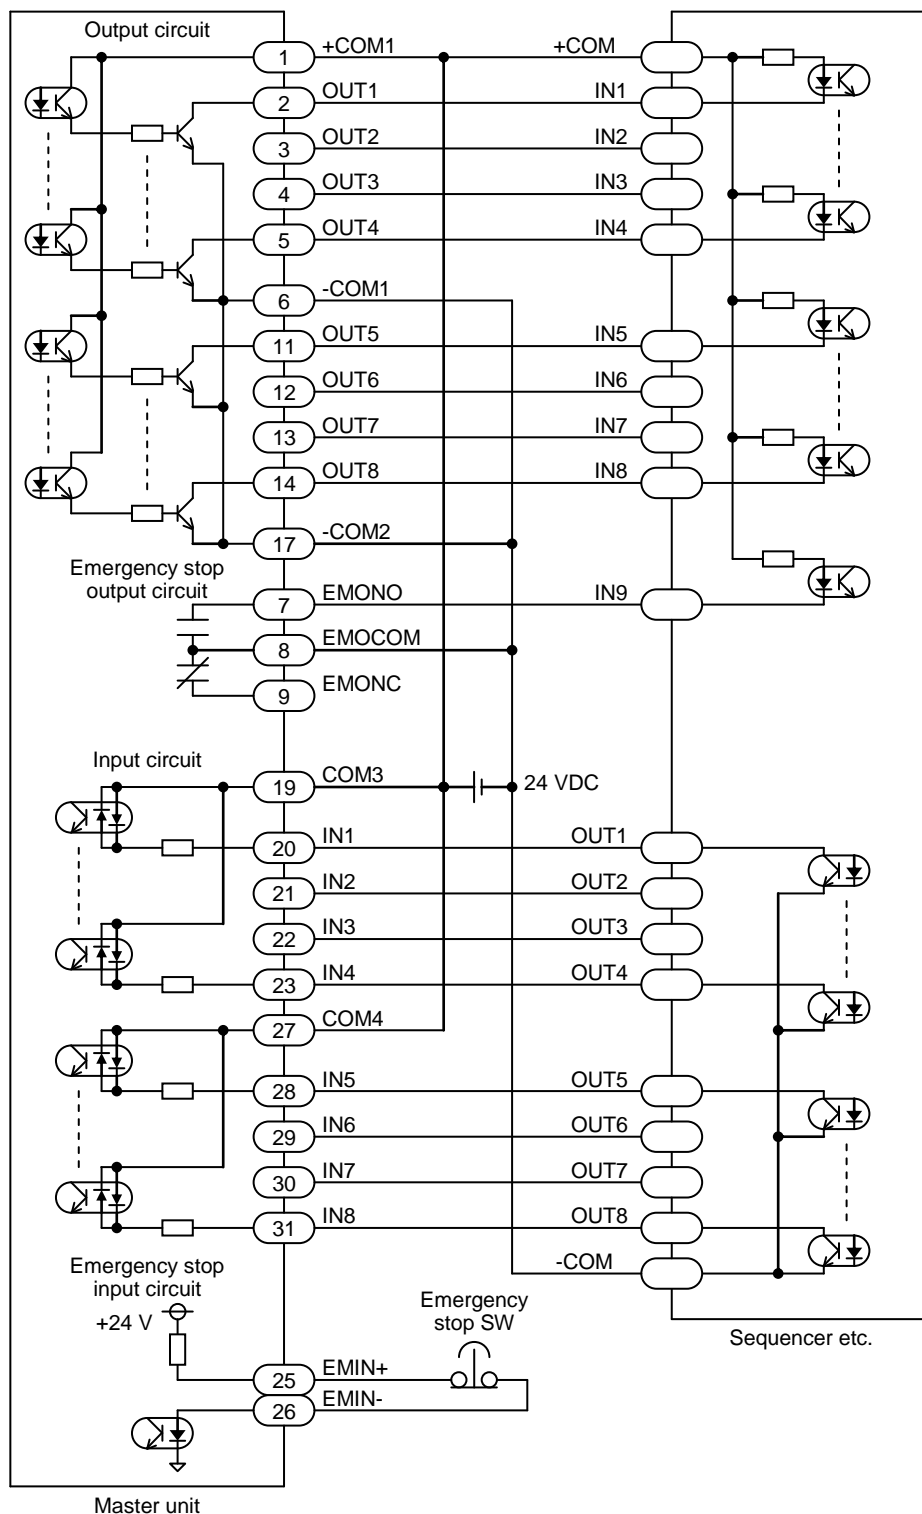 Output circuit
1 +COM1 +COM
2 OUT1 IN1
3 OUT2 IN2
4 OUT3 IN3
5 OUT4 IN4
6 -COM1
11 OUT5 IN5
12 OUT6 IN6
13 OUT7 IN7
14 OUT8 IN8
17 -COM2
Emergency stop
output circuit
7 EMONO IN9
8 EMOCOM
9 EMONC
Input circuit
19 COM3 24 VDC
20 IN1 OUT1
21 IN2 OUT2
22 IN3 OUT3
23 IN4 OUT4
27 COM4
28 IN5 OUT5
29 IN6 OUT6
30 IN7 OUT7
31 IN8 OUT8
-COM
Emergency stop
input circuit
+24 V
Emergency
stop SW
Sequencer etc.
25 EMIN+
26 EMIN-
Master unit